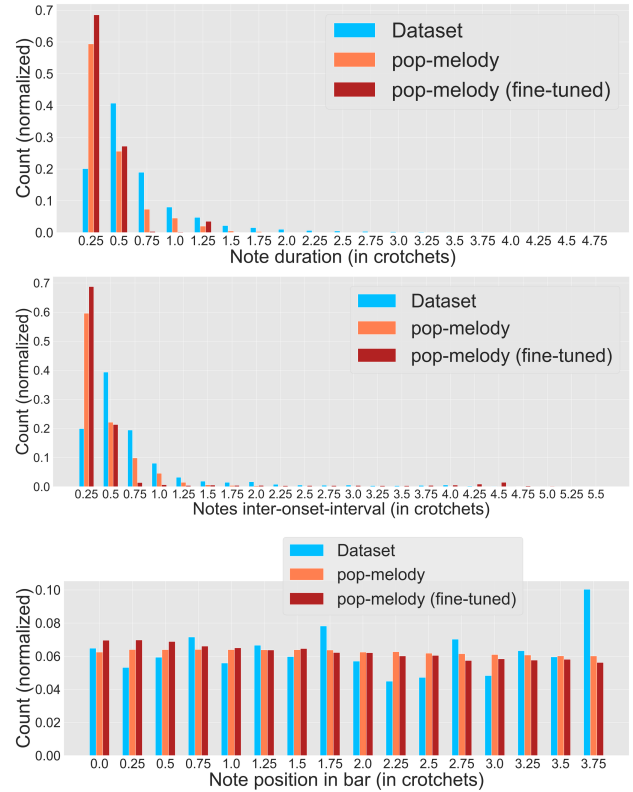 0.7
0.6
0.5
0.4
0.3
0.2
0.1
0.0
Count (normalized)
Dataset
pop-melody
pop-melody (fine-tuned)
0.25 0.5 0.75 1.0 1.25 1.5 1.75 2.0 2.25 2.5 2.75 3.0 3.25 3.5 3.75 4.0 4.25 4.5 4.75
Note duration (in crotchets)
0.7
0.6
0.5
0.4
0.3
0.2
0.1
0.0
Count (normalized)
Dataset
pop-melody
pop-melody (fine-tuned)
0.25 0.5 0.75 1.0 1.25 1.5 1.75 2.0 2.25 2.5 2.75 3.0 3.25 3.5 3.75 4.0 4.25 4.5 4.75 5.0 5.25 5.5
Notes inter-onset-interval (in crotchets)
Dataset
pop-melody
pop-melody (fine-tuned)
0.10
0.08
0.06
0.04
0.02
0.00
Count (normalized)
0.0 0.25 0.5 0.75 1.0 1.25 1.5 1.75 2.0 2.25 2.5 2.75 3.0 3.25 3.5 3.75
Note position in bar (in crotchets)